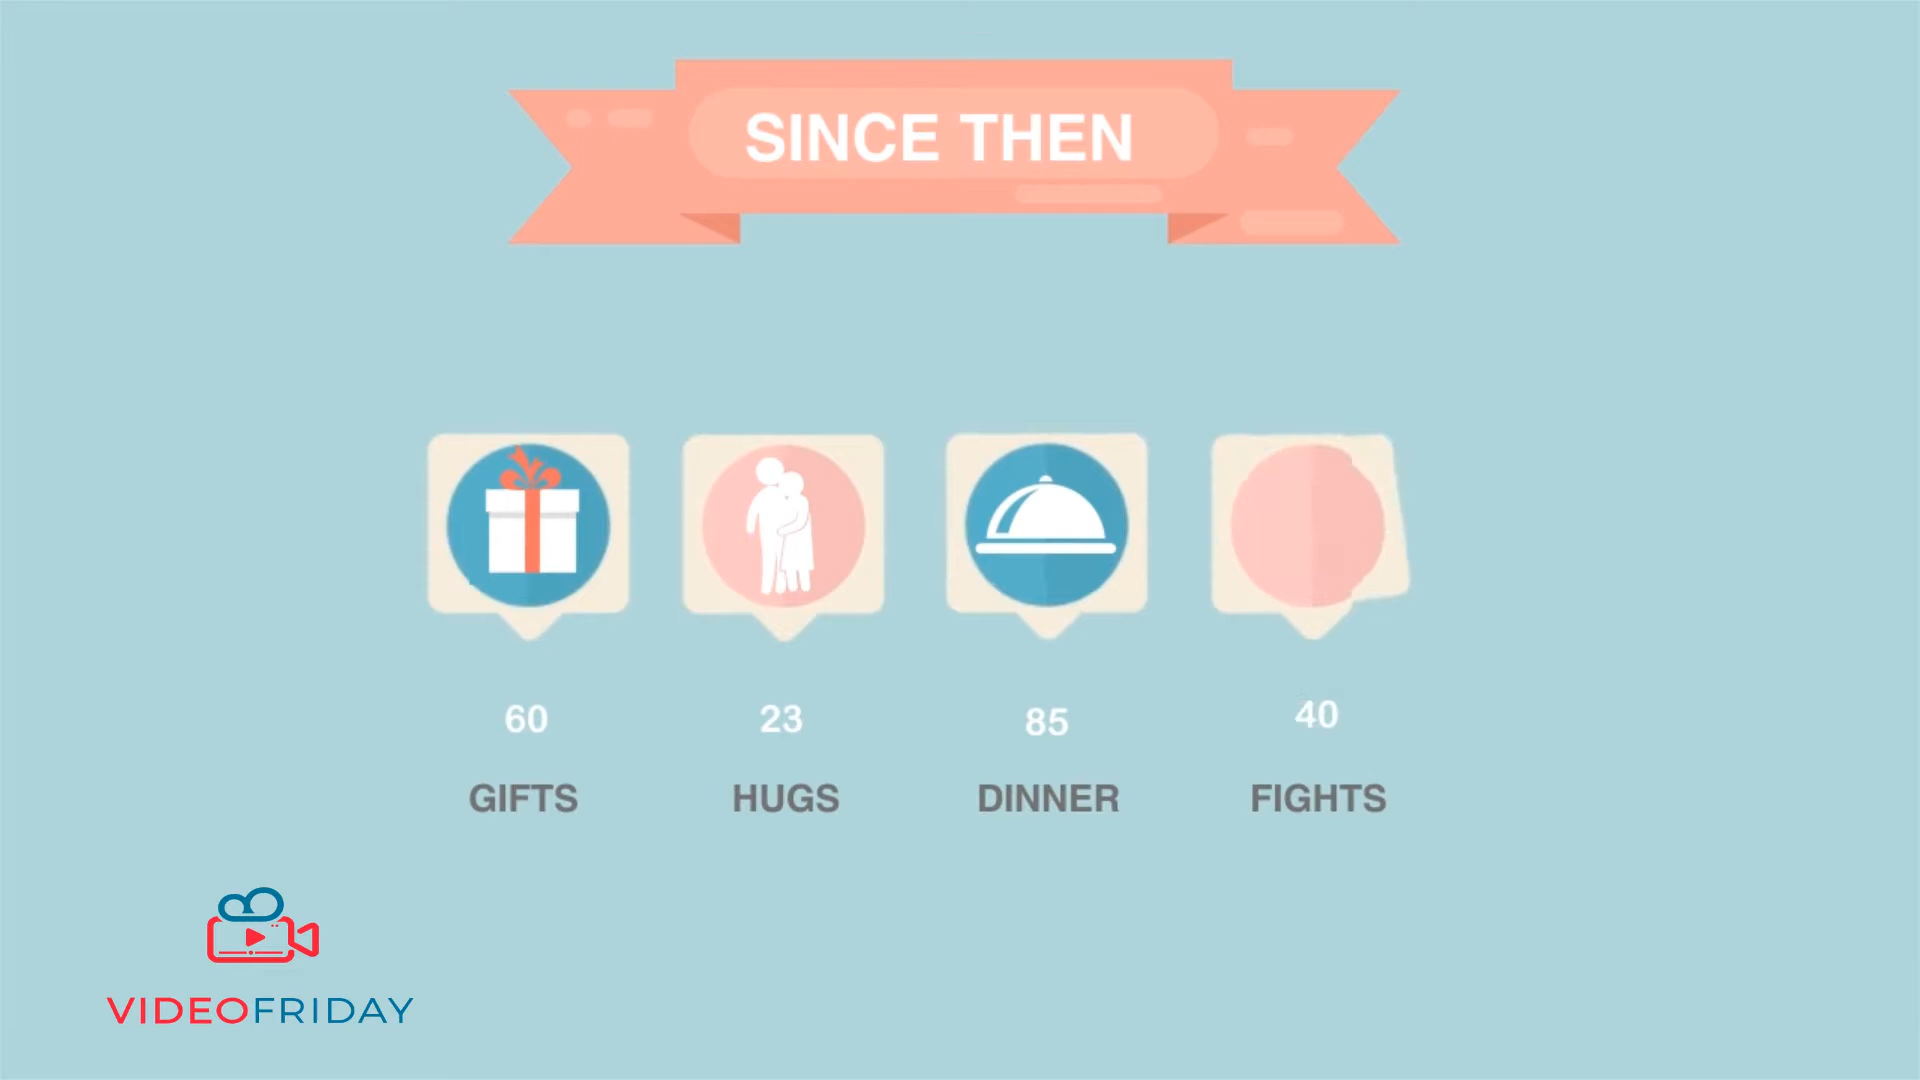 SINCE THEN
60
23
85
40
GIFTS
HUGS
DINNER
FIGHTS
VIDEOFRIDAY